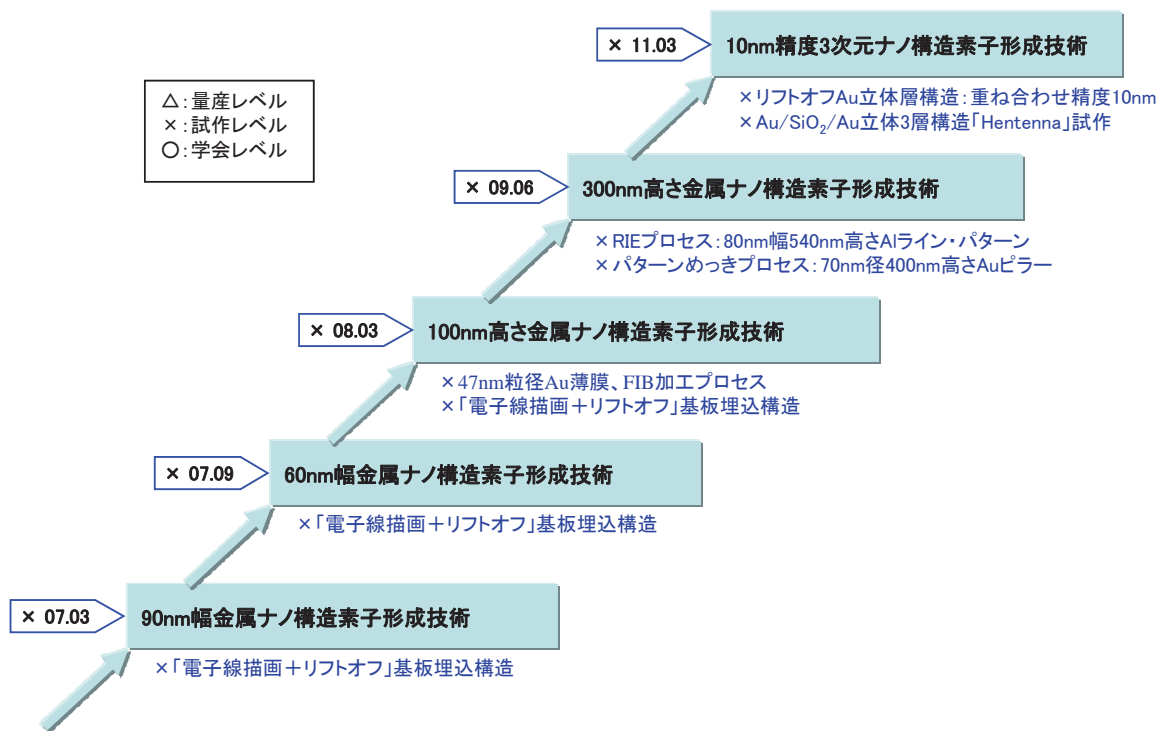 × 11.03
10nm精度3次元ナノ構造素子形成技術
×リフトオフAu立体層構造：重ね合わせ精度10nm
×Au/SiO2/Au立体3層構造「Hentenna」試作
△：量産レベル
×：試作レベル
○：学会レベル
× 09.06
300nm高さ金属ナノ構造素子形成技術
×RIEプロセス：80nm幅540nm高さAlライン・パターン
×パターンめっきプロセス：70nm径400nm高さAuピラー
× 08.03
100nm高さ金属ナノ構造素子形成技術
×47nm粒径Au薄膜、FIB加工プロセス
×「電子線描画＋リフトオフ」基板埋込構造
× 07.09
60nm幅金属ナノ構造素子形成技術
×「電子線描画＋リフトオフ」基板埋込構造
× 07.03
90nm幅金属ナノ構造素子形成技術
×「電子線描画＋リフトオフ」基板埋込構造